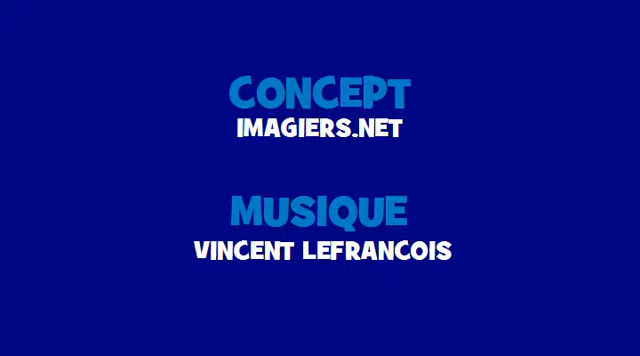 CONCEPT
IMAGIERS.NET
MUSIQUE
VINCENT LEFRANCOIS